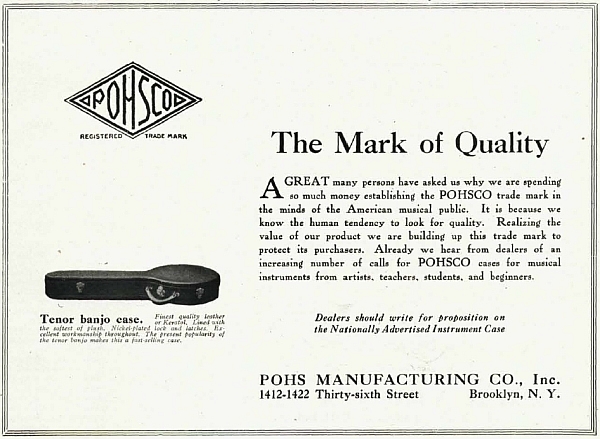 POHSCO
REGISTERED TRADE MARK
The Mark of Quality
A GREAT many persons have asked us why we are spending
so much money establishing the POHSCO trade mark in
the minds of the American musical public. It is because we
know the human tendency to look for quality. Realizing the
value of our product we are building up this trade mark to
protect its purchasers. Already we hear from dealers of an
increasing number of calls for POHSCO cases for musical
instruments from artists, teachers, students, and beginners.
Tenor banjo case. Finest quality leather
or Keratol. Lined with
the softest of plush. Nickel-plated lock and latches. Ex-
cellent workmanship throughout. The present popularity of
the tenor banjo makes this a fast-selling case.
Dealers should write for proposition on
the Nationally Advertised Instrument Case
POHS MANUFACTURING CO., Inc.
1412-1422 Thirty-sixth Street Brooklyn, N. Y.